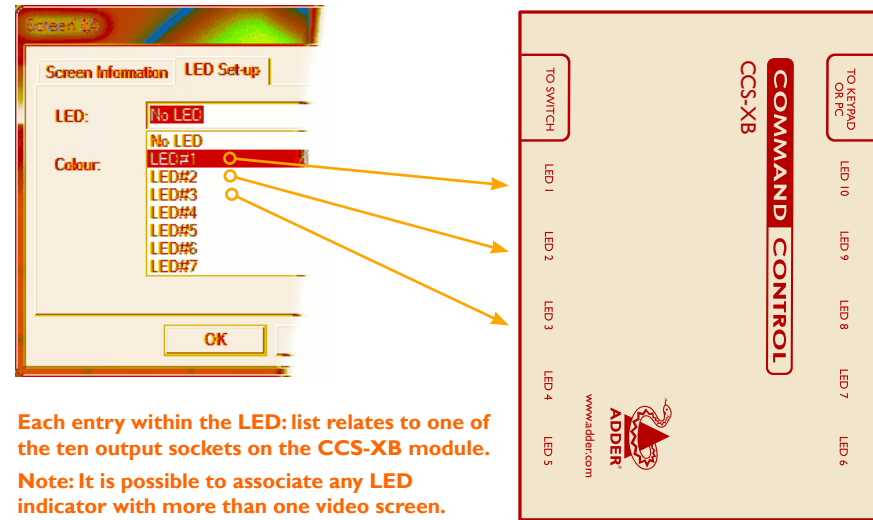 Screen 1A
Screen Information
LED Set-up
LED:
No LED
No LED
LED#1
LED#2
LED#3
LED#4
LED#5
LED#6
LED#7
Colour:
OK
Each entry within the LED: list relates to one of
the ten output sockets on the CCS-XB module.
Note: It is possible to associate any LED
indicator with more than one video screen.
TO SWITCH
LED 1
LED 2
LED 3
LED 4
LED 5
CCS-XB
COMMAND CONTROL
ADDER®
www.adder.com
TO KEYPAD
OR PC
LED 10
LED 9
LED 8
LED 7
LED 6